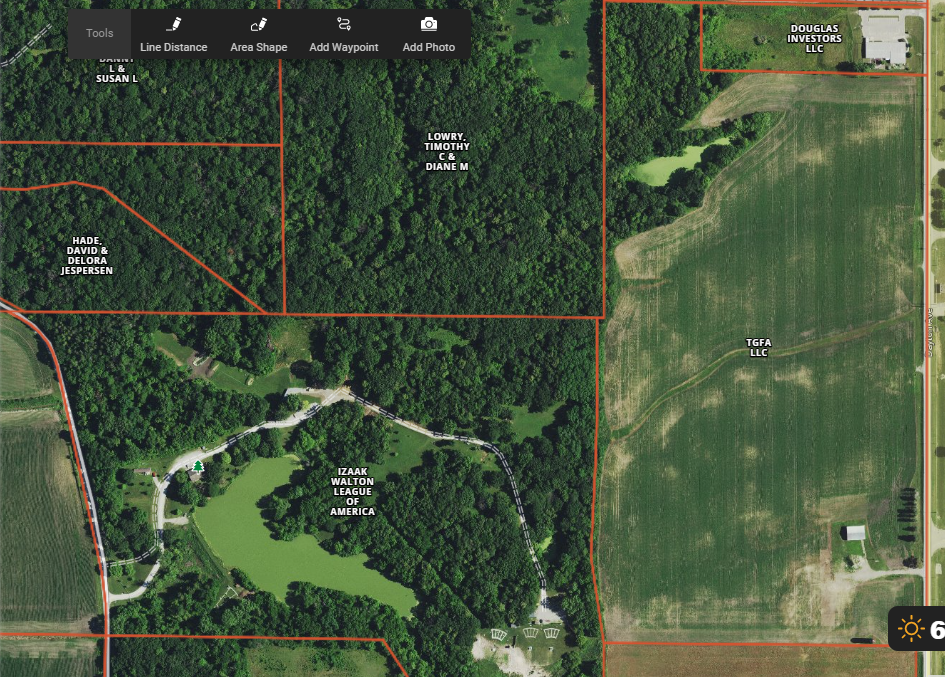 Tools
Line Distance
Area Shape
Add Waypoint
Add Photo
L &
SUSAN L
DOUGLAS
INVESTORS
LLC
LOWRY,
TIMOTHY
C &
DIANE M
HADE,
DAVID &
DELORA
JESPERSEN
TGFA
LLC
IZAAK
WALTON
LEAGUE
OF
AMERICA
6